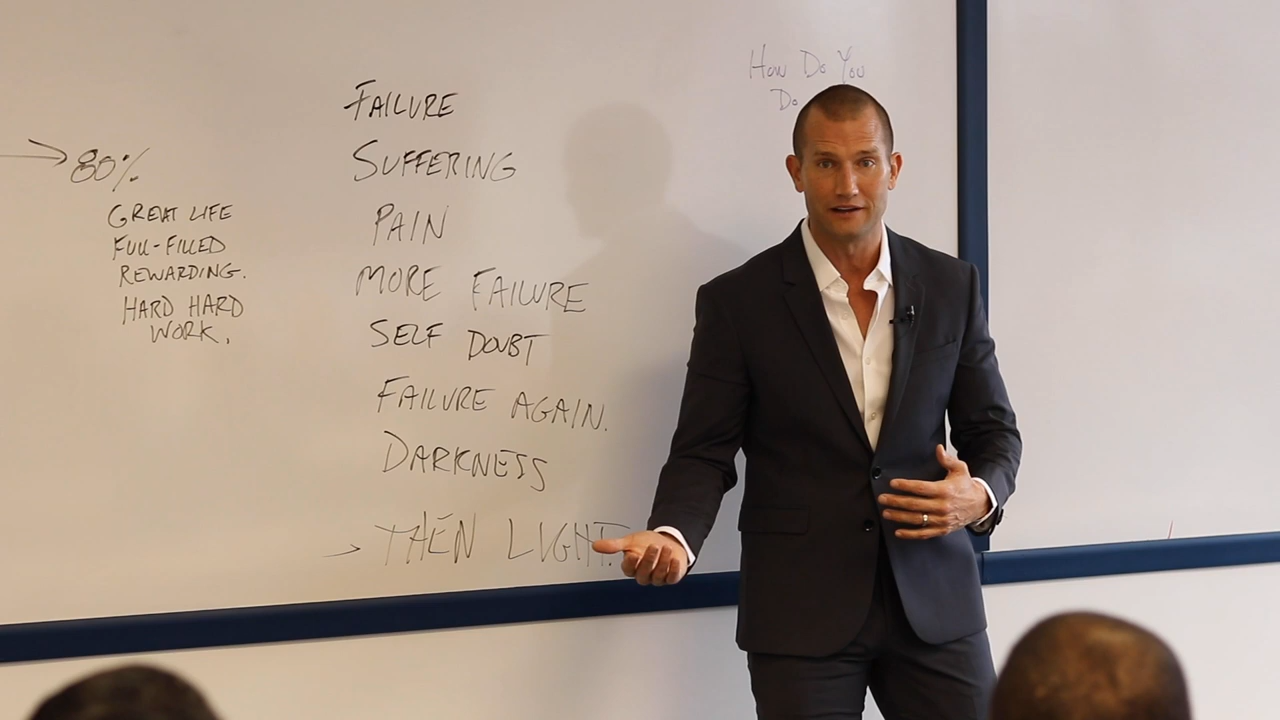 80%
GREAT LIFE
FULL-FILLED
REWARDING.
HARD HARD
WORK.
FAILURE
SUFFERING
PAIN
MORE FAILURE
SELF DOUBT
FAILURE AGAIN.
DARKNESS
→ THEN LIGHT.
How Do You
Do